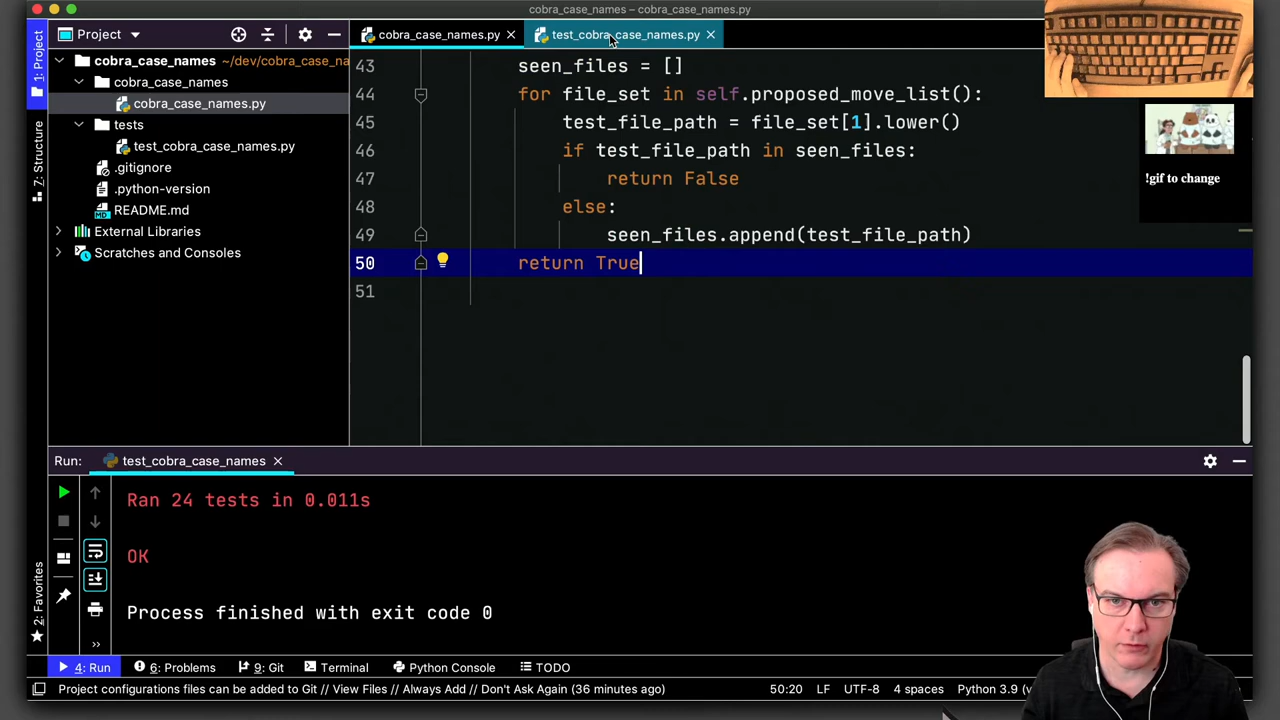 cobra_case_names – cobra_case_names.py
Project
cobra_case_names.py
test_cobra_case_names.py
1: Project
7: Structure
2: Favorites
cobra_case_names ~/dev/cobra_case_na
cobra_case_names
cobra_case_names.py
tests
test_cobra_case_names.py
.gitignore
.python-version
README.md
External Libraries
Scratches and Consoles
43 seen_files = []
44 for file_set in self.proposed_move_list():
45 test_file_path = file_set[1].lower()
46 if test_file_path in seen_files:
47 return False
48 else:
49 seen_files.append(test_file_path)
50 return True
51
!gif to change
Run: test_cobra_case_names
Ran 24 tests in 0.011s
OK
Process finished with exit code 0
4: Run
6: Problems
9: Git
Terminal
Python Console
TODO
Project configurations files can be added to Git // View Files // Always Add // Don't Ask Again (36 minutes ago)
50:20 LF UTF-8 4 spaces Python 3.9 (